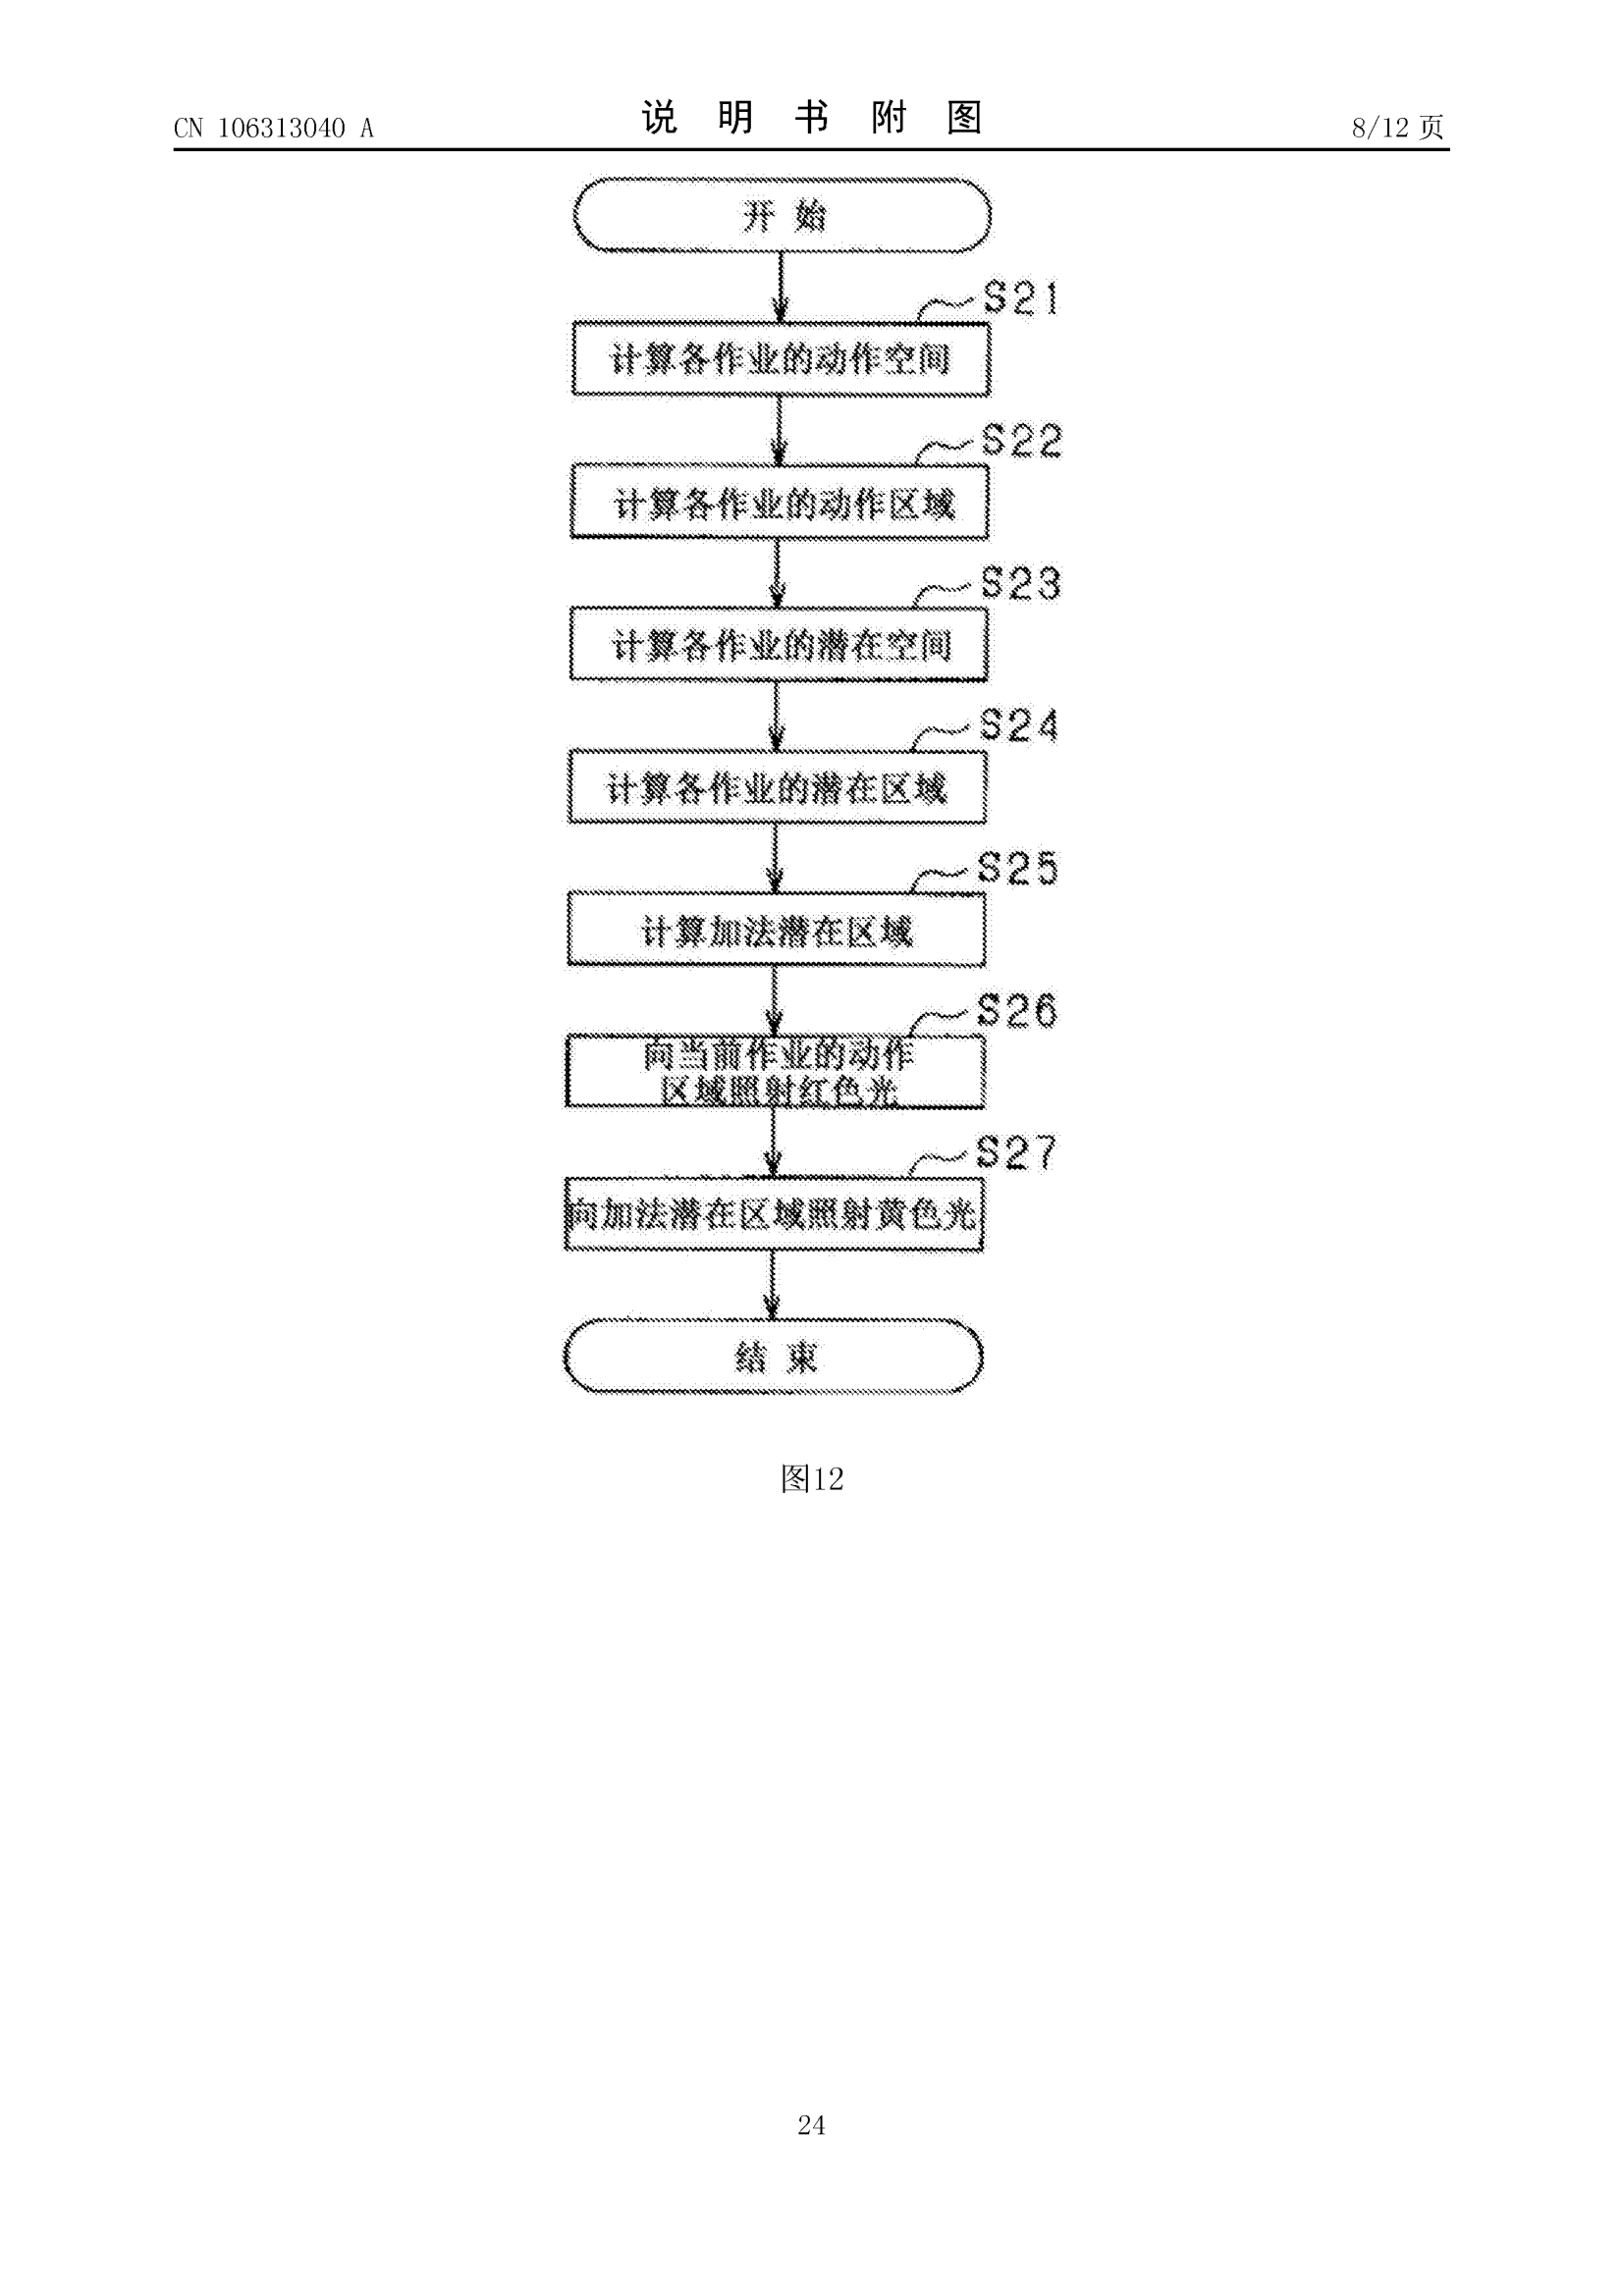 CN 106313040 A
说 明 书 附 图
8/12 页
开 始
S21
计算各作业的动作空间
S22
计算各作业的动作区域
S23
计算各作业的潜在空间
S24
计算各作业的潜在区域
S25
计算加法潜在区域
S26
向当前作业的动作
区域照射红色光
S27
向加法潜在区域照射黄色光
结 束
图12
24